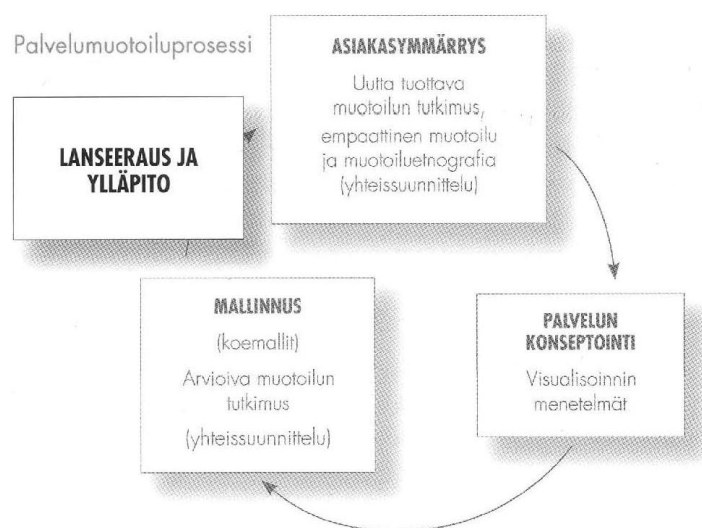 Palvelumuotoiluprosessi
ASIAKASYMMÄRRYS
Uutta tuottava
muotoilun tutkimus,
empaattinen muotoilu
ja muotoiluetnografia
(yhteissuunnittelu)
LANSEERAUS JA
YLLÄPITO
MALLINNUS
(koemallit)
Arvioiva muotoilun
tutkimus
(yhteissuunnittelu)
PALVELUN
KONSEPTOINTI
Visualisoinnin
menetelmät